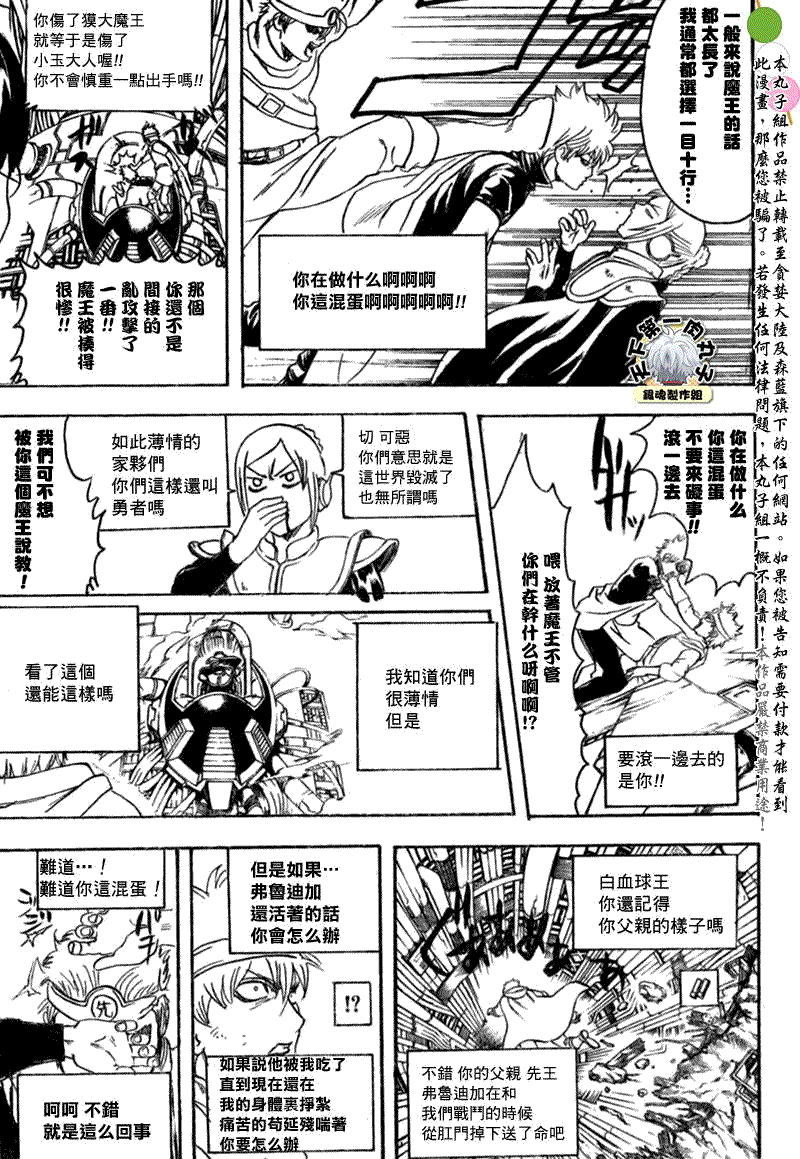 一般來說魔王的話
都太長了
我通常都選擇一目十行…
你在做什么啊啊啊
你這混蛋啊啊啊啊啊!!
你傷了獏大魔王
就等于是傷了
小玉大人喔!!
你不會慎重一點出手嗎!!
那個
你還不是
間接的
亂攻擊了
一番!!
魔王被揍得
很慘!!
天下第一肉丸子
銀魂製作組
你在做什么
你這混蛋
不要來礙事!!
滾一邊去
要滾一邊去的
是你!!
喂 放著魔王不管
你們在幹什么呀啊啊!?
切 可惡
你們意思就是
這世界毀滅了
也無所謂嗎
如此薄情的
家夥們
你們這樣還叫
勇者嗎
我們可不想
被你這個魔王說教!
我知道你們
很薄情
但是
看了這個
還能這樣嗎
白血球王
你還記得
你父親的樣子嗎
!!
不錯 你的父親 先王
弗魯迪加在和
我們戰鬥的時候
從肛門掉下送了命吧
但是如果…
弗魯迪加
還活著的話
你會怎么辦
!?
如果說他被我吃了
直到現在還在
我的身體裏掙紮
痛苦的苟延殘喘著
你要怎么辦
難道…!
難道你這混蛋!
先
呵呵 不錯
就是這么回事
本丸子組作品禁止轉載至貪婪大陸及森藍旗下的任何網站。如果您被告知需要付款才能看到
此漫畫，那麼您被騙了。若發生任何法律問題，本丸子組一概不負責！本作品嚴禁商業用途！